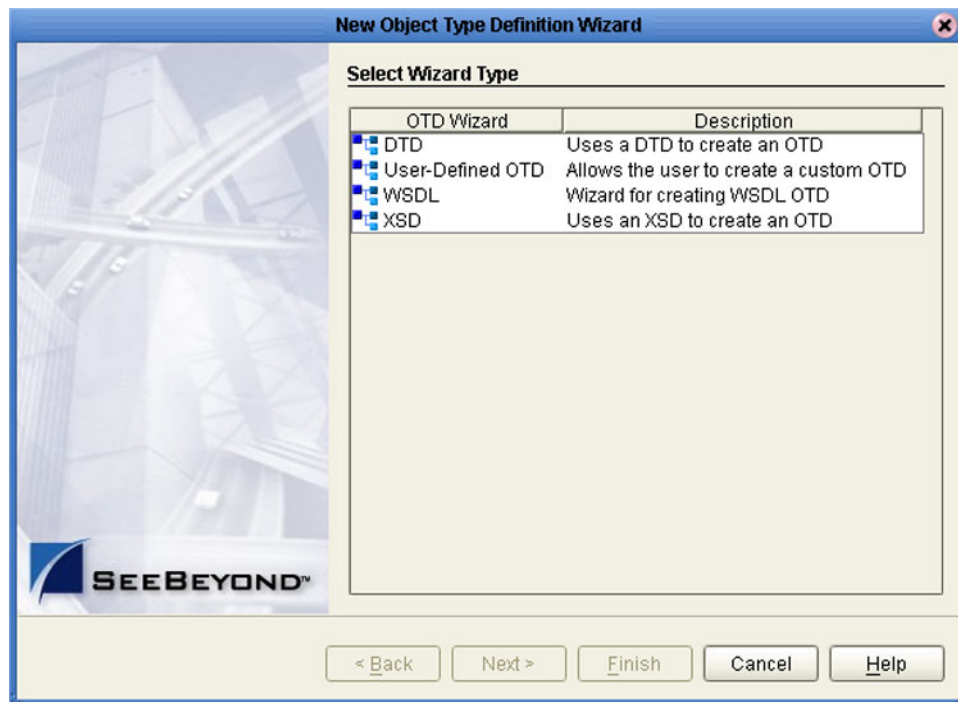 New Object Type Definition Wizard
Select Wizard Type
OTD Wizard Description
DTD Uses a DTD to create an OTD
User-Defined OTD Allows the user to create a custom OTD
WSDL Wizard for creating WSDL OTD
XSD Uses an XSD to create an OTD
SEEBEYOND™
< Back Next > Finish Cancel Help